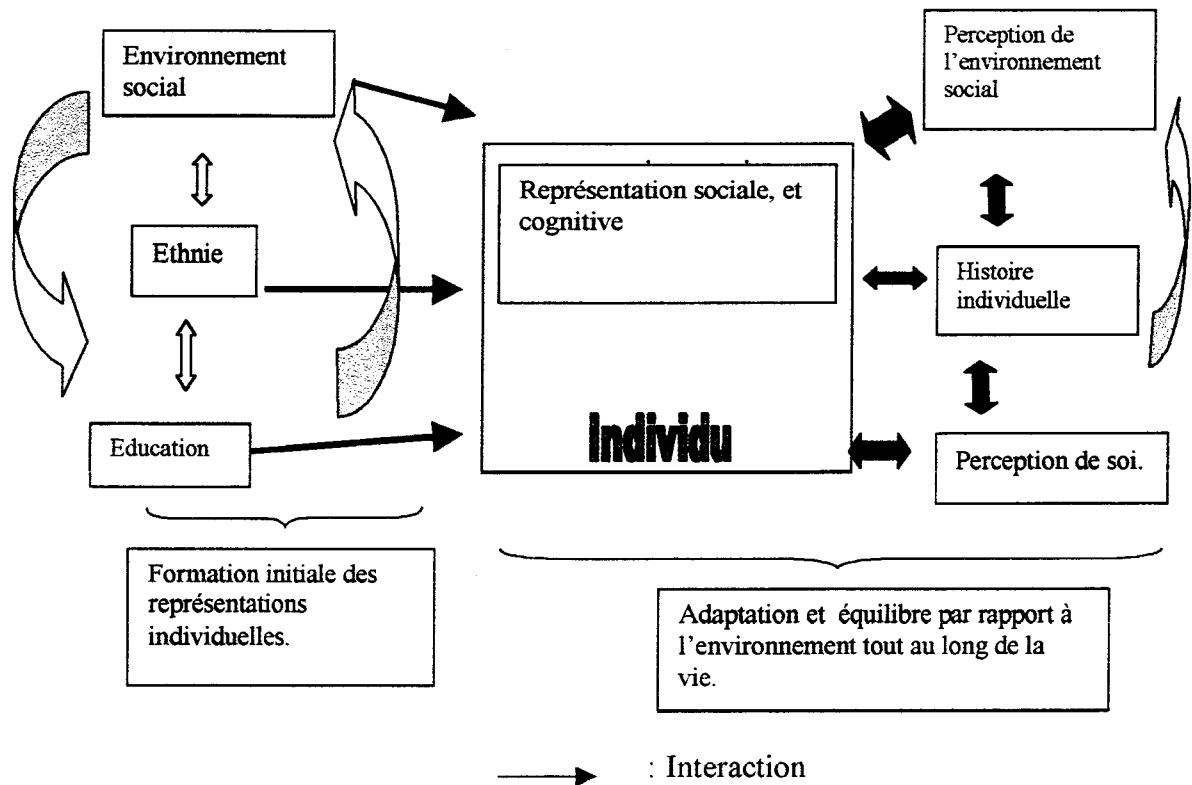 Environnement
social
Ethnie
Education
Formation initiale des
représentations
individuelles.
Représentation sociale, et
cognitive
Individu
Perception de
l'environnement
social
Histoire
individuelle
Perception de soi.
Adaptation et équilibre par rapport à
l'environnement tout au long de la
vie.
: Interaction